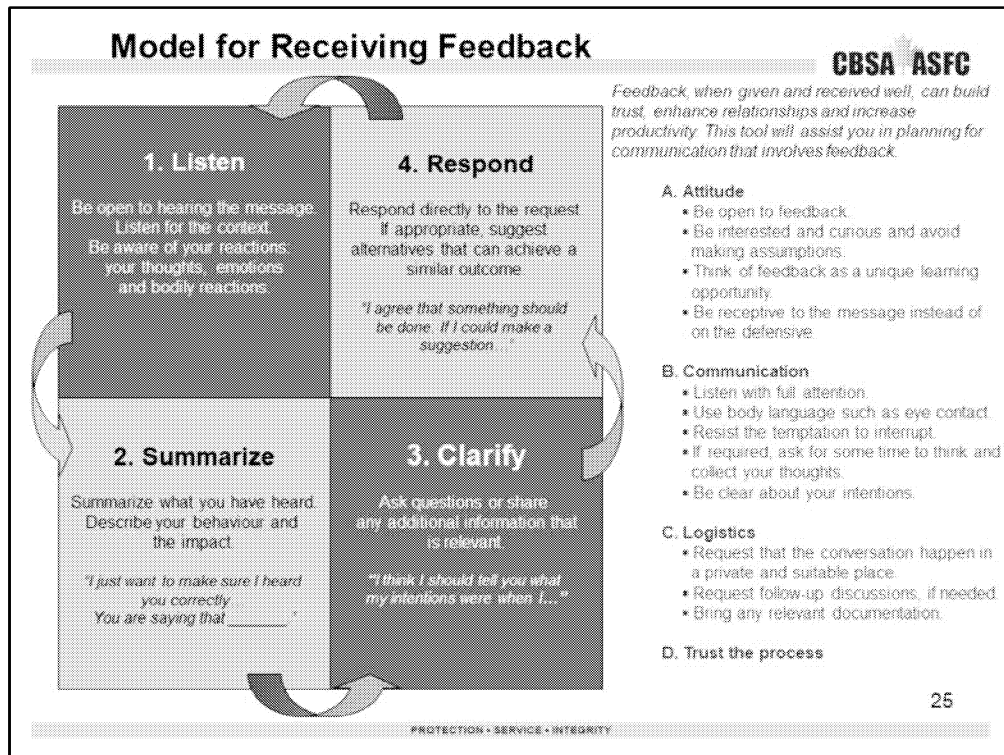 Model for Receiving Feedback
CBSA ASFC
Feedback, when given and received well, can build
trust, enhance relationships and increase
productivity. This tool will assist you in planning for
communication that involves feedback.
1. Listen
Be open to hearing the message.
Listen for the context.
Be aware of your reactions:
your thoughts, emotions
and bodily reactions.
2. Summarize
Summarize what you have heard.
Describe your behaviour and
the impact.
"I just want to make sure I heard
you correctly.
You are saying that _______."
3. Clarify
Ask questions or share
any additional information that
is relevant.
"I think I should tell you what
my intentions were when I..."
4. Respond
Respond directly to the request.
If appropriate, suggest
alternatives that can achieve a
similar outcome.
"I agree that something should
be done. If I could make a
suggestion..."
A. Attitude
▪ Be open to feedback.
▪ Be interested and curious and avoid
making assumptions.
▪ Think of feedback as a unique learning
opportunity.
▪ Be receptive to the message instead of
on the defensive.
B. Communication
▪ Listen with full attention.
▪ Use body language such as eye contact.
▪ Resist the temptation to interrupt.
▪ If required, ask for some time to think and
collect your thoughts.
▪ Be clear about your intentions.
C. Logistics
▪ Request that the conversation happen in
a private and suitable place.
▪ Request follow-up discussions, if needed.
▪ Bring any relevant documentation.
D. Trust the process
25
PROTECTION • SERVICE • INTEGRITY